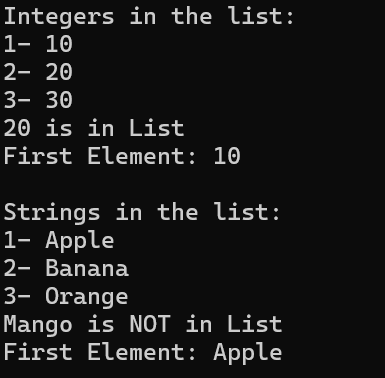 Integers in the list:
1- 10
2- 20
3- 30
20 is in List
First Element: 10

Strings in the list:
1- Apple
2- Banana
3- Orange
Mango is NOT in List
First Element: Apple